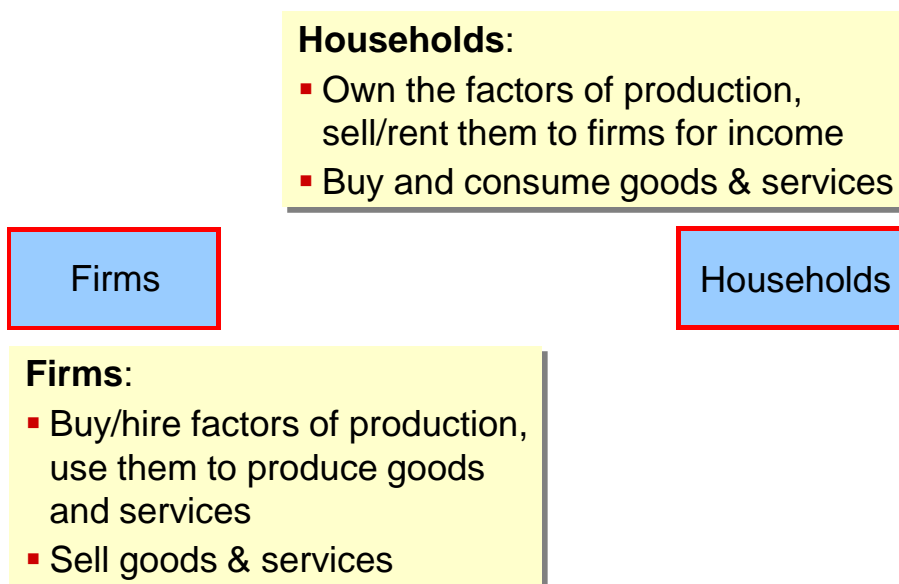 Households:
▪ Own the factors of production,
sell/rent them to firms for income
▪ Buy and consume goods & services
Firms
Households
Firms:
▪ Buy/hire factors of production,
use them to produce goods
and services
▪ Sell goods & services